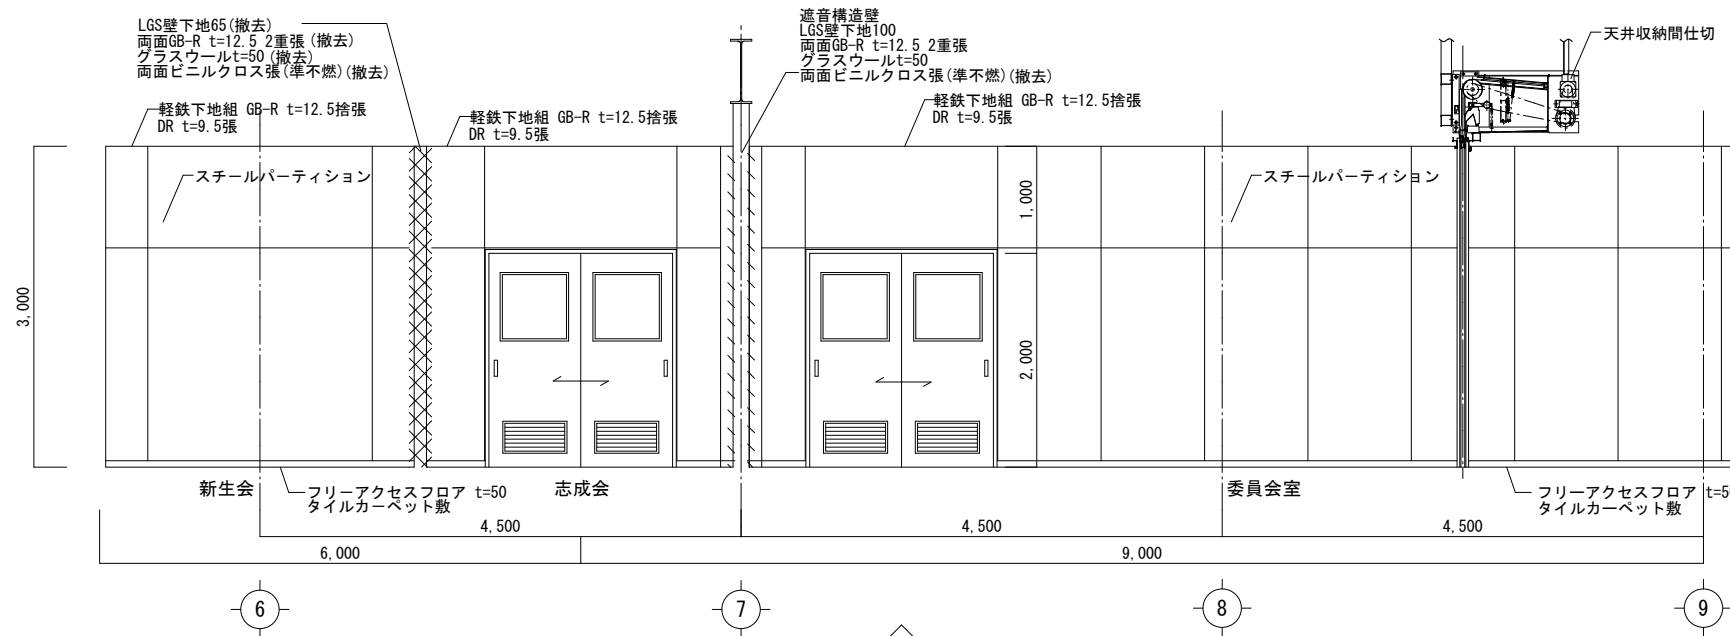 LGS壁下地65(撤去)
両面GB-R t=12.5 2重張(撤去)
グラスウールt=50(撤去)
両面ビニルクロス張(準不燃)(撤去)
遮音構造壁
LGS壁下地100
両面GB-R t=12.5 2重張
グラスウールt=50
両面ビニルクロス張(準不燃)(撤去)
天井収納間仕切
軽鉄下地組 GB-R t=12.5捨張
DR t=9.5張
軽鉄下地組 GB-R t=12.5捨張
DR t=9.5張
軽鉄下地組 GB-R t=12.5捨張
DR t=9.5張
スチールパーティション
スチールパーティション
3,000
1,000
2,000
新生会
フリーアクセスフロア t=50
タイルカーペット敷
志成会
委員会室
フリーアクセスフロア t=5
タイルカーペット敷
4,500
4,500
4,500
6,000
9,000
6
7
8
9